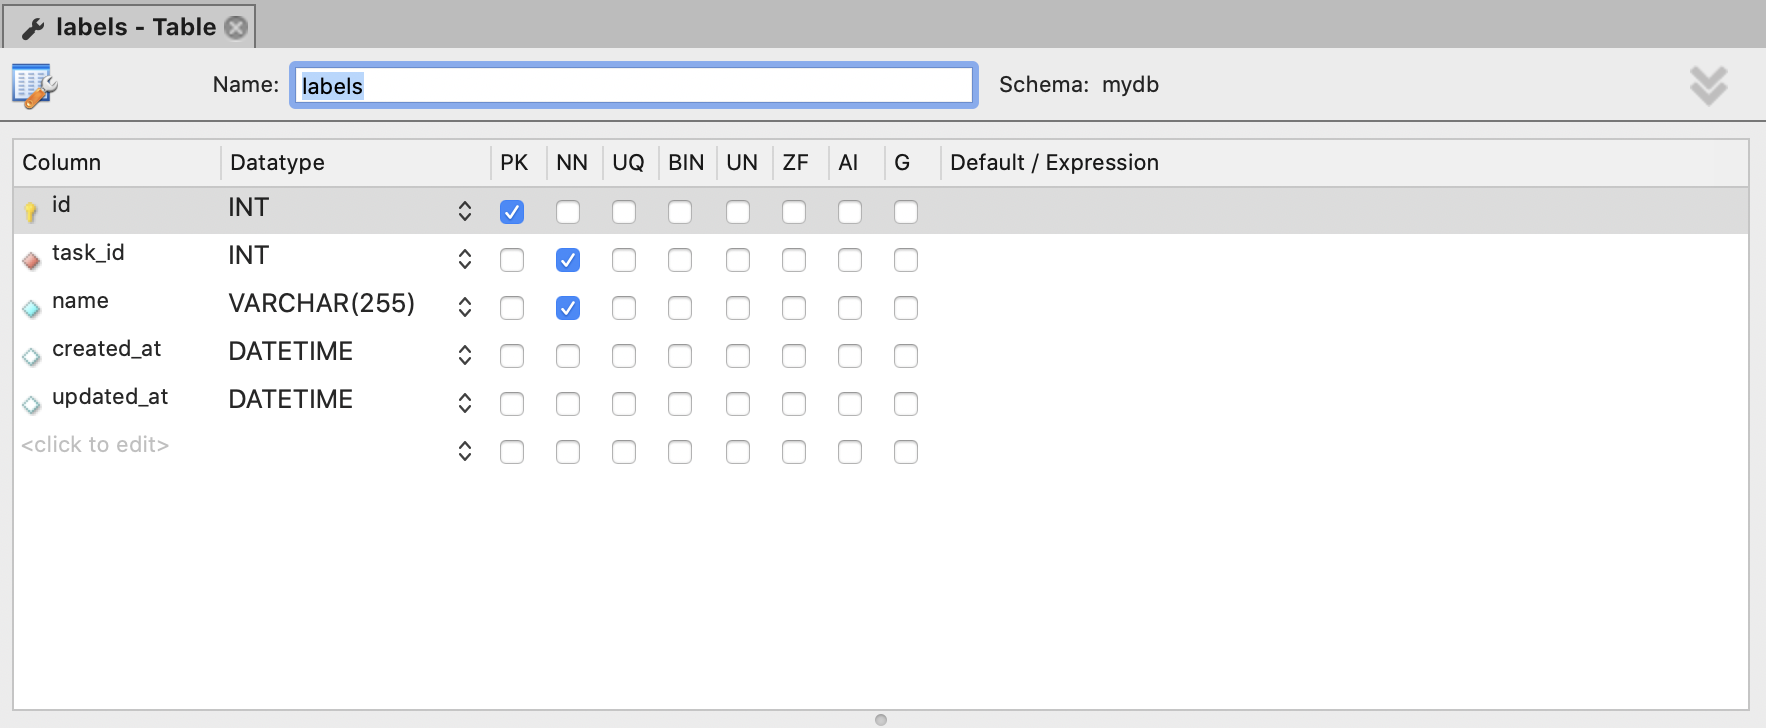 labels - Table
Name: labels Schema: mydb
Column Datatype PK NN UQ BIN UN ZF AI G Default / Expression
id INT
task_id INT
name VARCHAR(255)
created_at DATETIME
updated_at DATETIME
<click to edit>